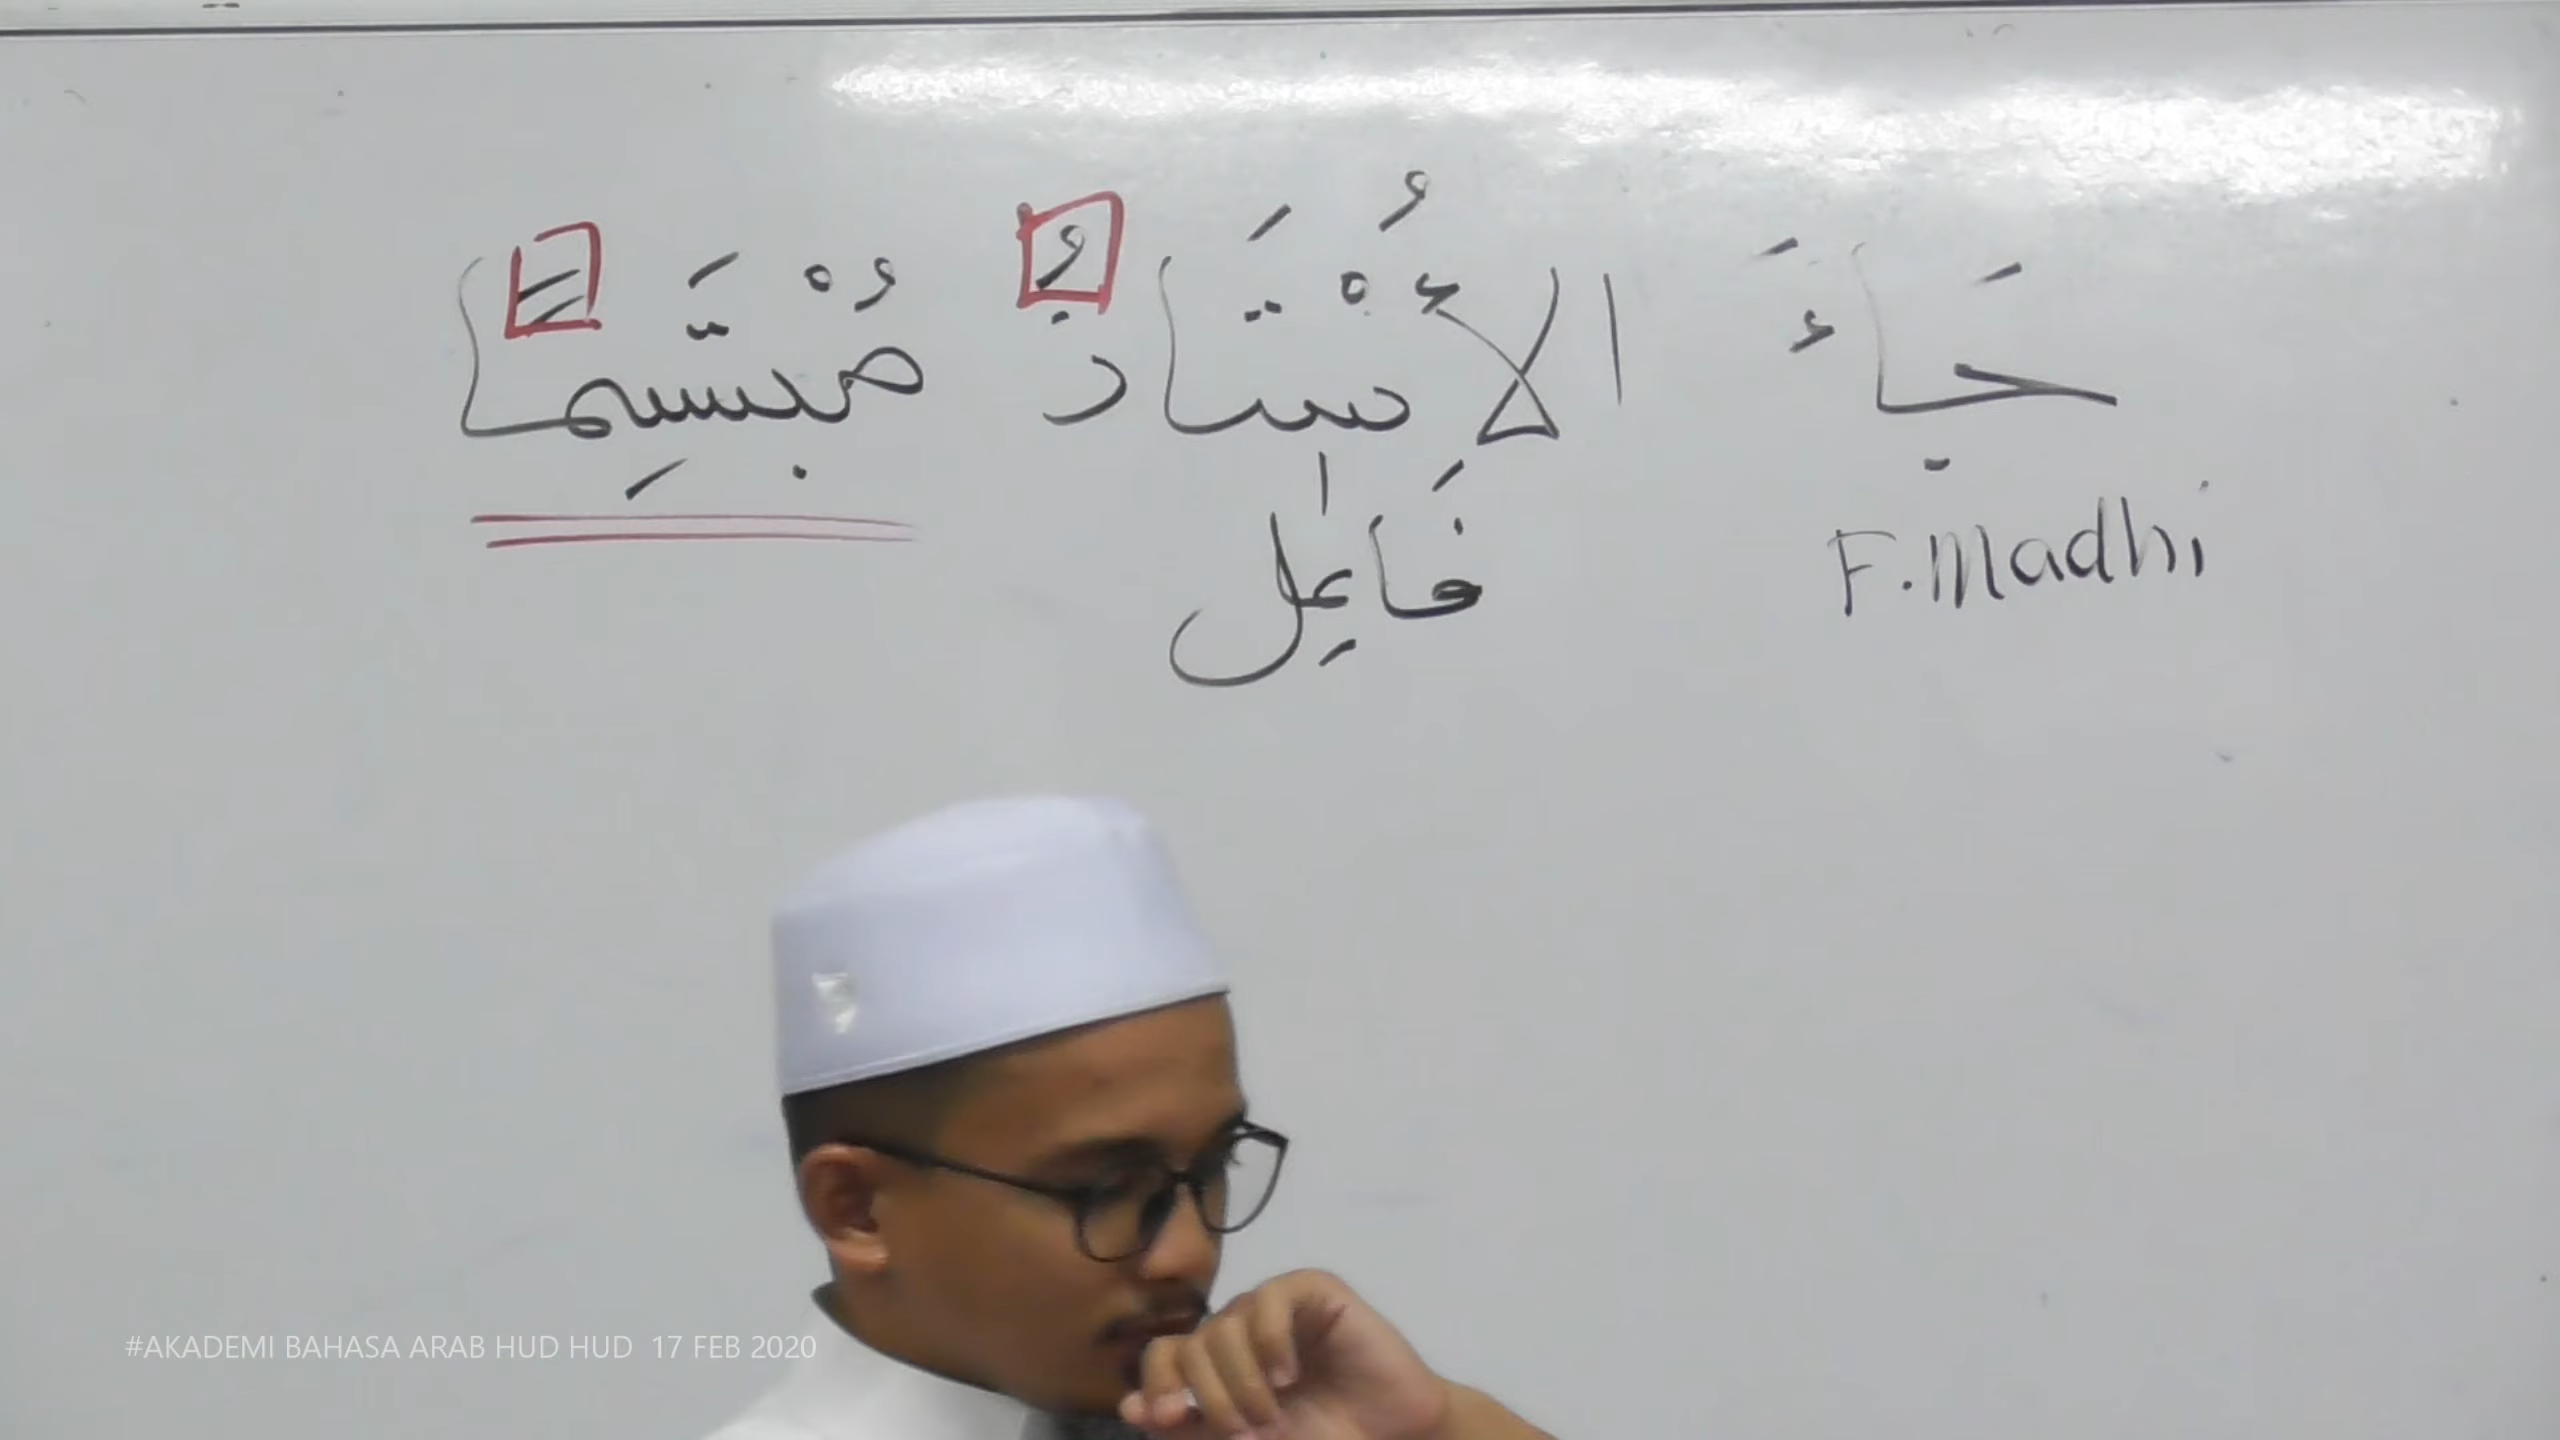 جَاءَ الأُسْتَاذُ مُبْتَسِمًا
F. Madhi
فَاعِل
#AKADEMI BAHASA ARAB HUD HUD 17 FEB 2020